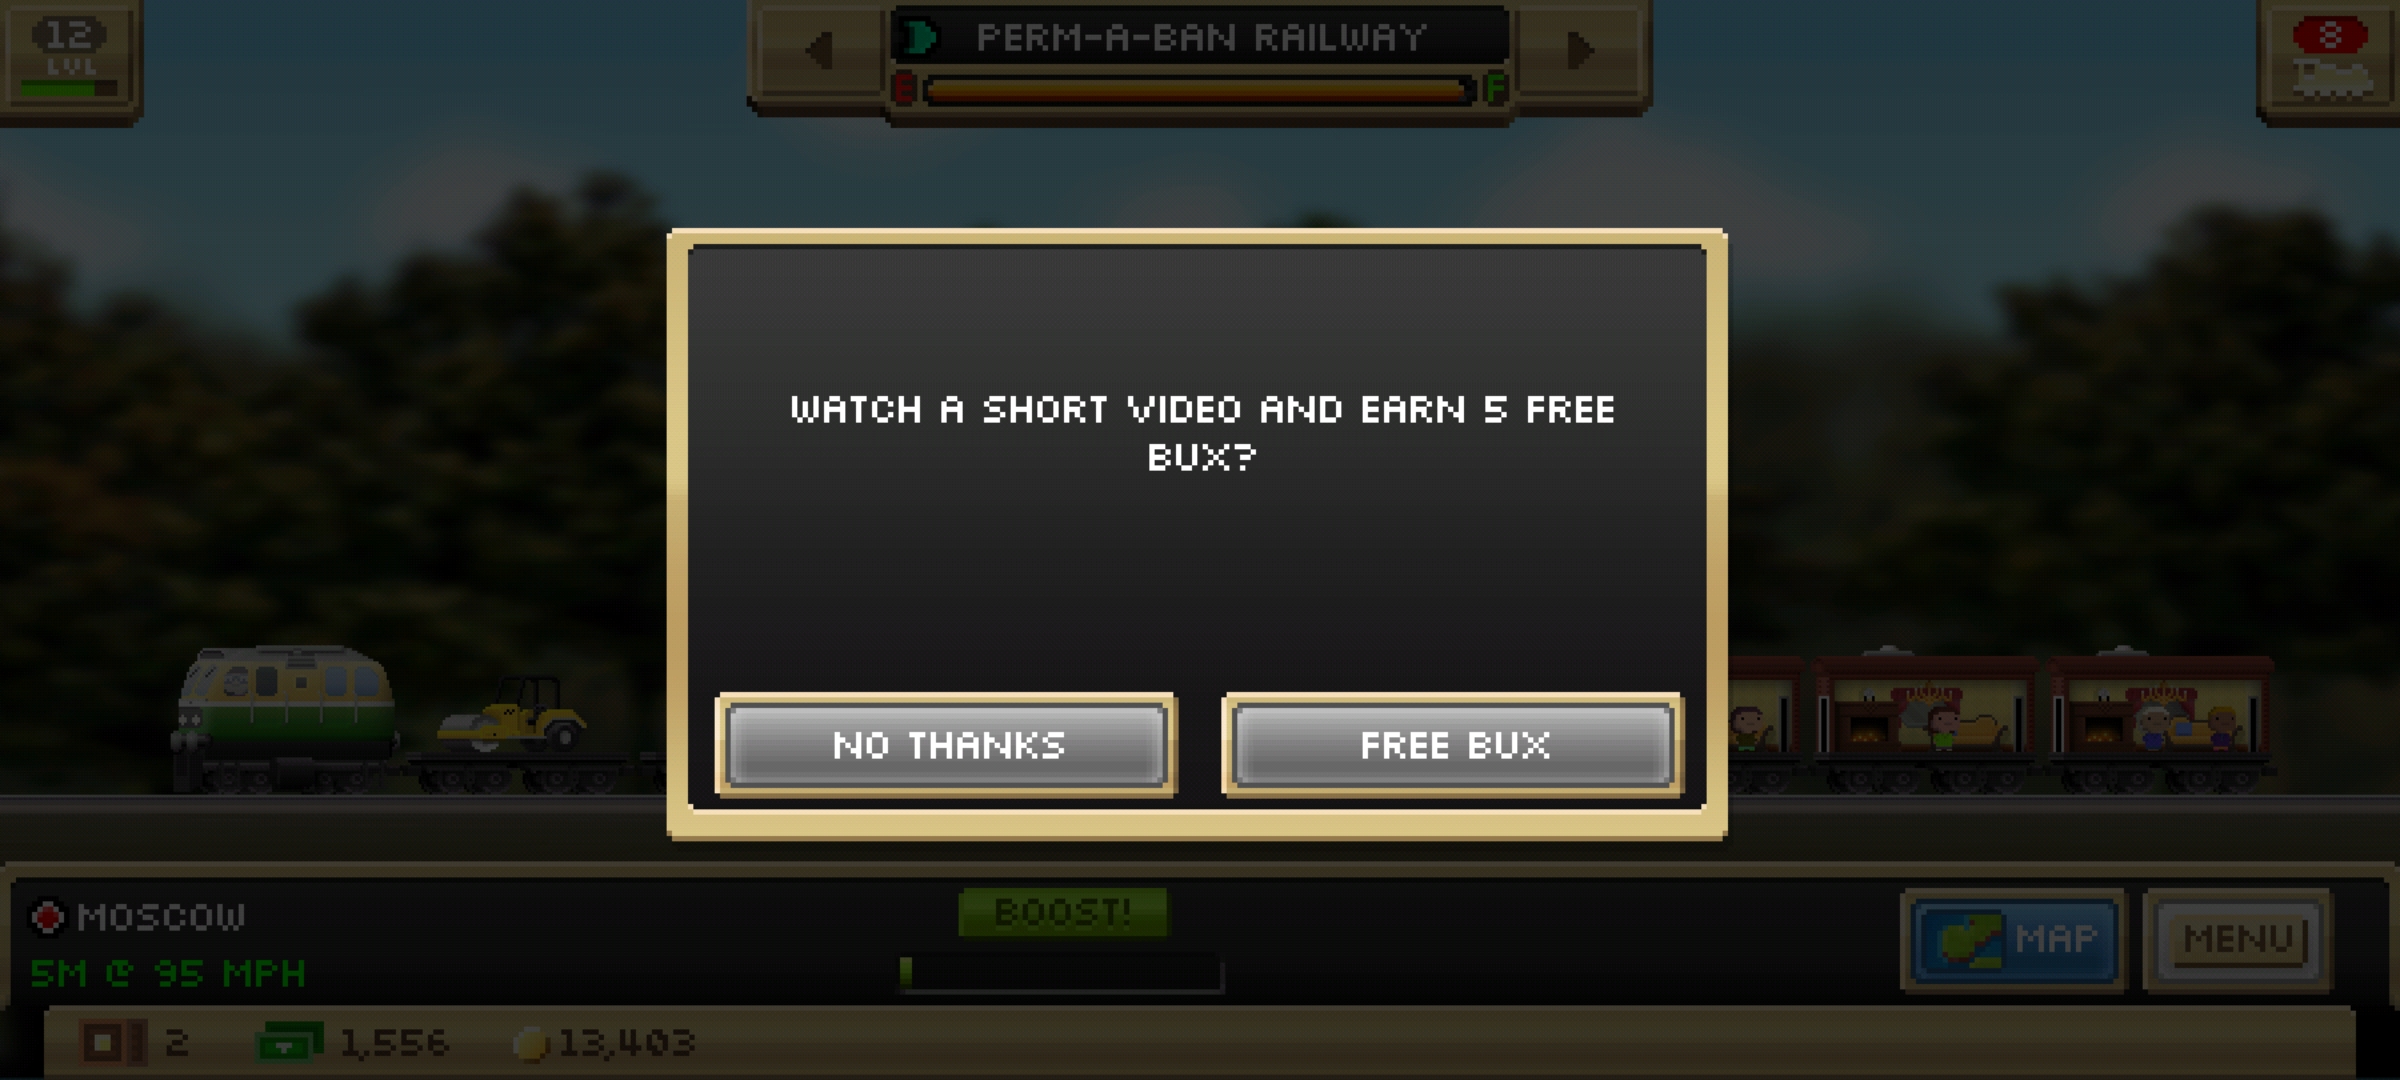 12
LVL
PERM-A-BAN RAILWAY
E
F
8
WATCH A SHORT VIDEO AND EARN 5 FREE
BUX?
NO THANKS
FREE BUX
MOSCOW
5M @ 95 MPH
BOOST!
MAP
MENU
2
1,556
13,403